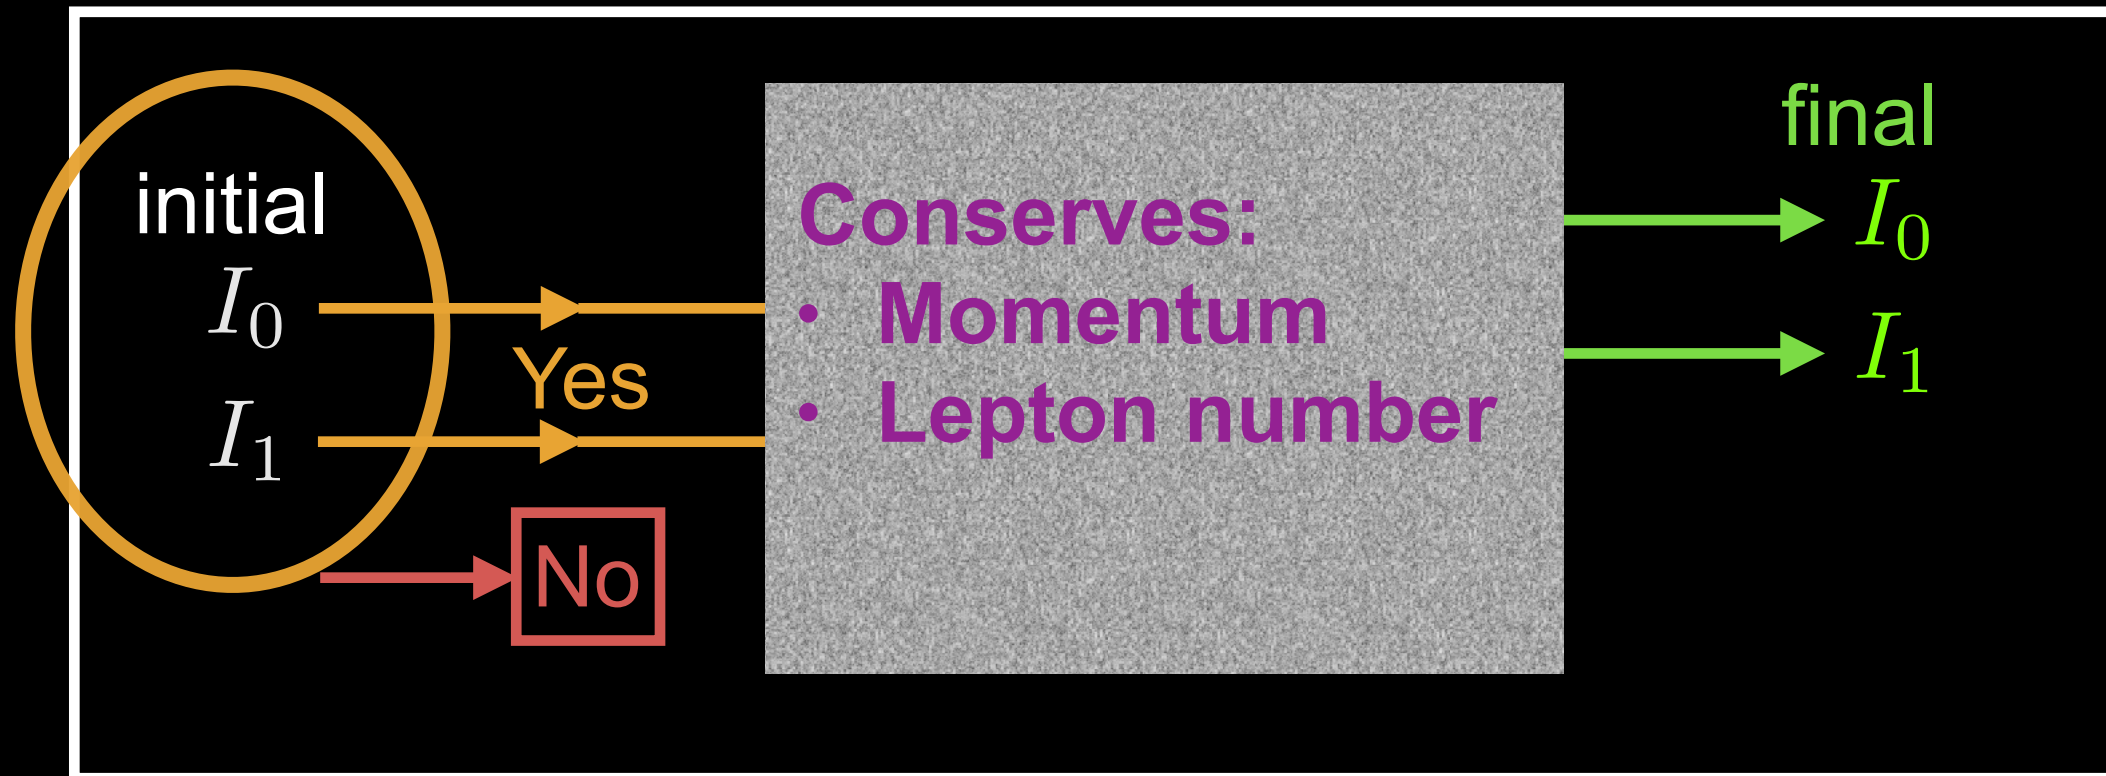 initial
I₀
Yes
I₁
No
Conserves:
• Momentum
• Lepton number
final
I₀
I₁